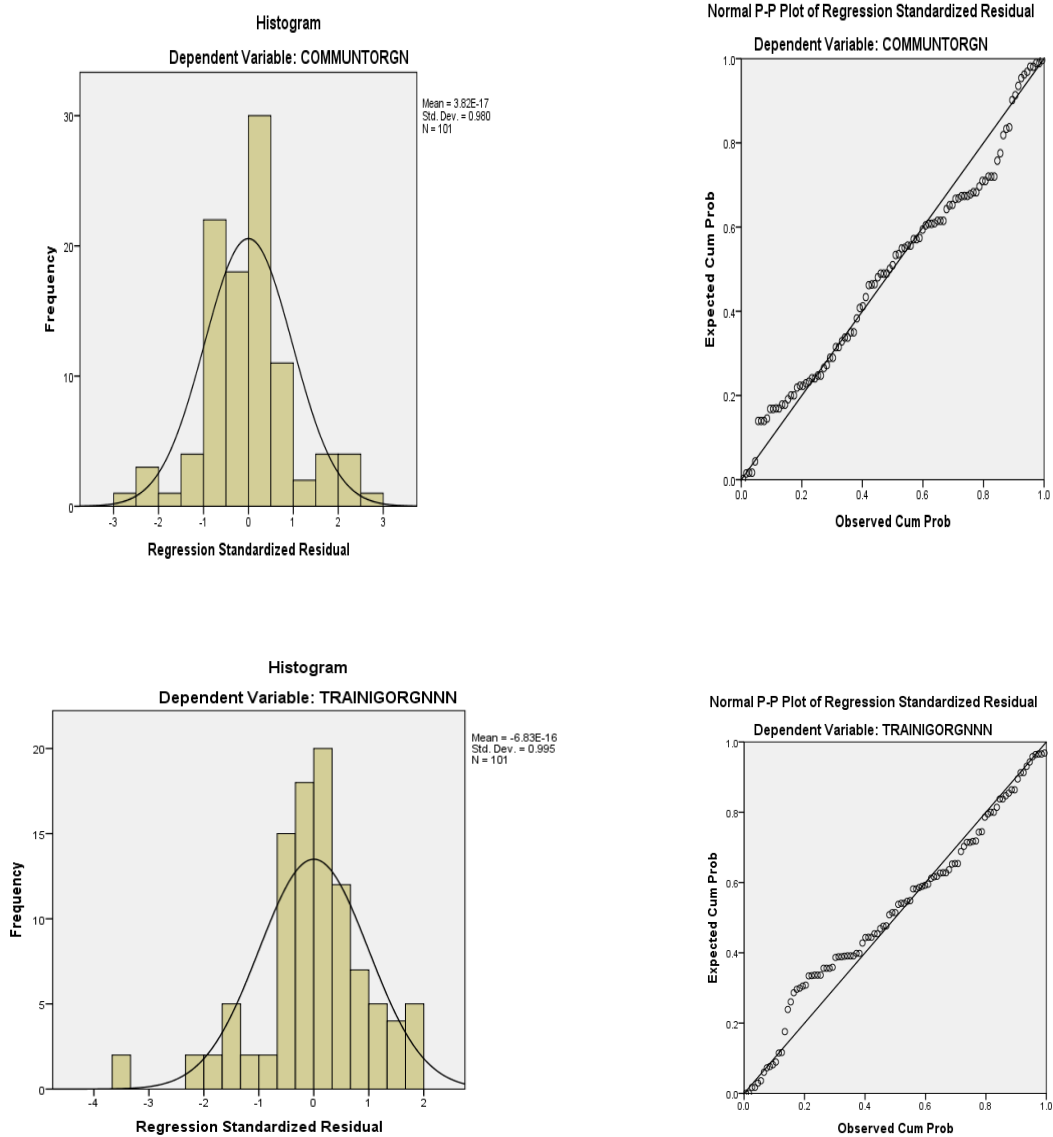 Histogram
Dependent Variable: COMMUNTORGN
Mean = 3.82E-17
Std. Dev. = 0.980
N = 101
30
20
10
0
-3 -2 -1 0 1 2 3
Frequency
Regression Standardized Residual
Normal P-P Plot of Regression Standardized Residual
Dependent Variable: COMMUNTORGN
1.0
0.8
0.6
0.4
0.2
0.0
0.0 0.2 0.4 0.6 0.8 1.0
Expected Cum Prob
Observed Cum Prob
Histogram
Dependent Variable: TRAINIGORGNNN
Mean = -6.83E-16
Std. Dev. = 0.995
N = 101
20
15
10
5
0
-4 -3 -2 -1 0 1 2
Frequency
Regression Standardized Residual
Normal P-P Plot of Regression Standardized Residual
Dependent Variable: TRAINIGORGNNN
1.0
0.8
0.6
0.4
0.2
0.0
0.0 0.2 0.4 0.6 0.8 1.0
Expected Cum Prob
Observed Cum Prob